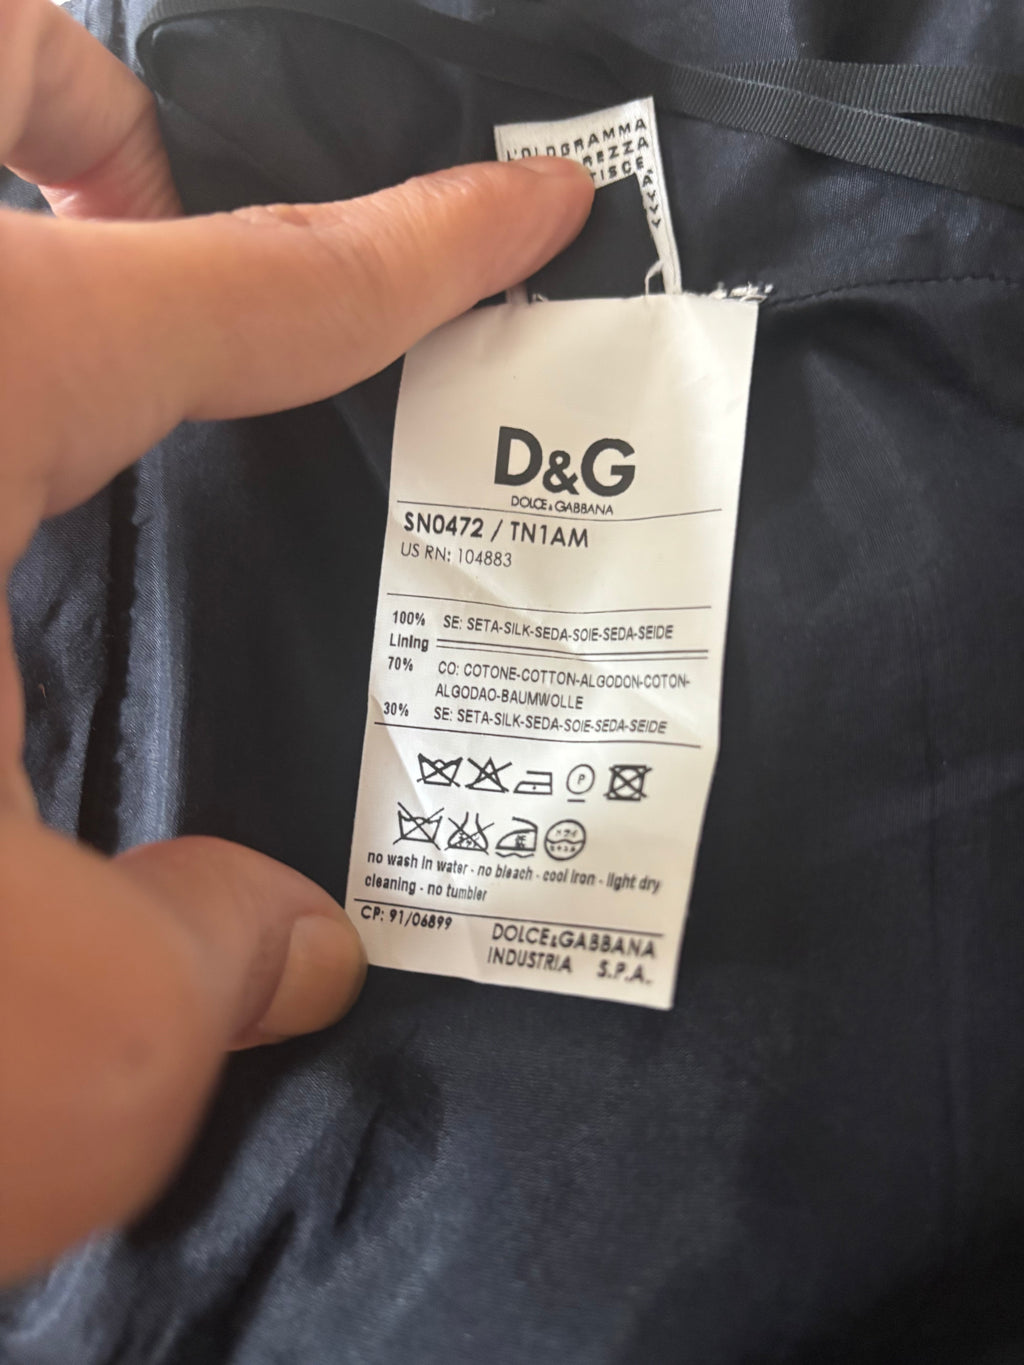 L'OLOGRAMMA
D&G
DOLCE&GABBANA
SN0472 / TN1AM
US RN: 104883
100% SE: SETA-SILK-SEDA-SOIE-SEDA-SEIDE
Lining
70% CO: COTONE-COTTON-ALGODON-COTON-
ALGODAO-BAUMWOLLE
30% SE: SETA-SILK-SEDA-SOIE-SEDA-SEIDE
P
no wash in water - no bleach - cool iron - light dry
cleaning - no tumbler
CP: 91/06899
DOLCE&GABBANA
INDUSTRIA S.P.A.